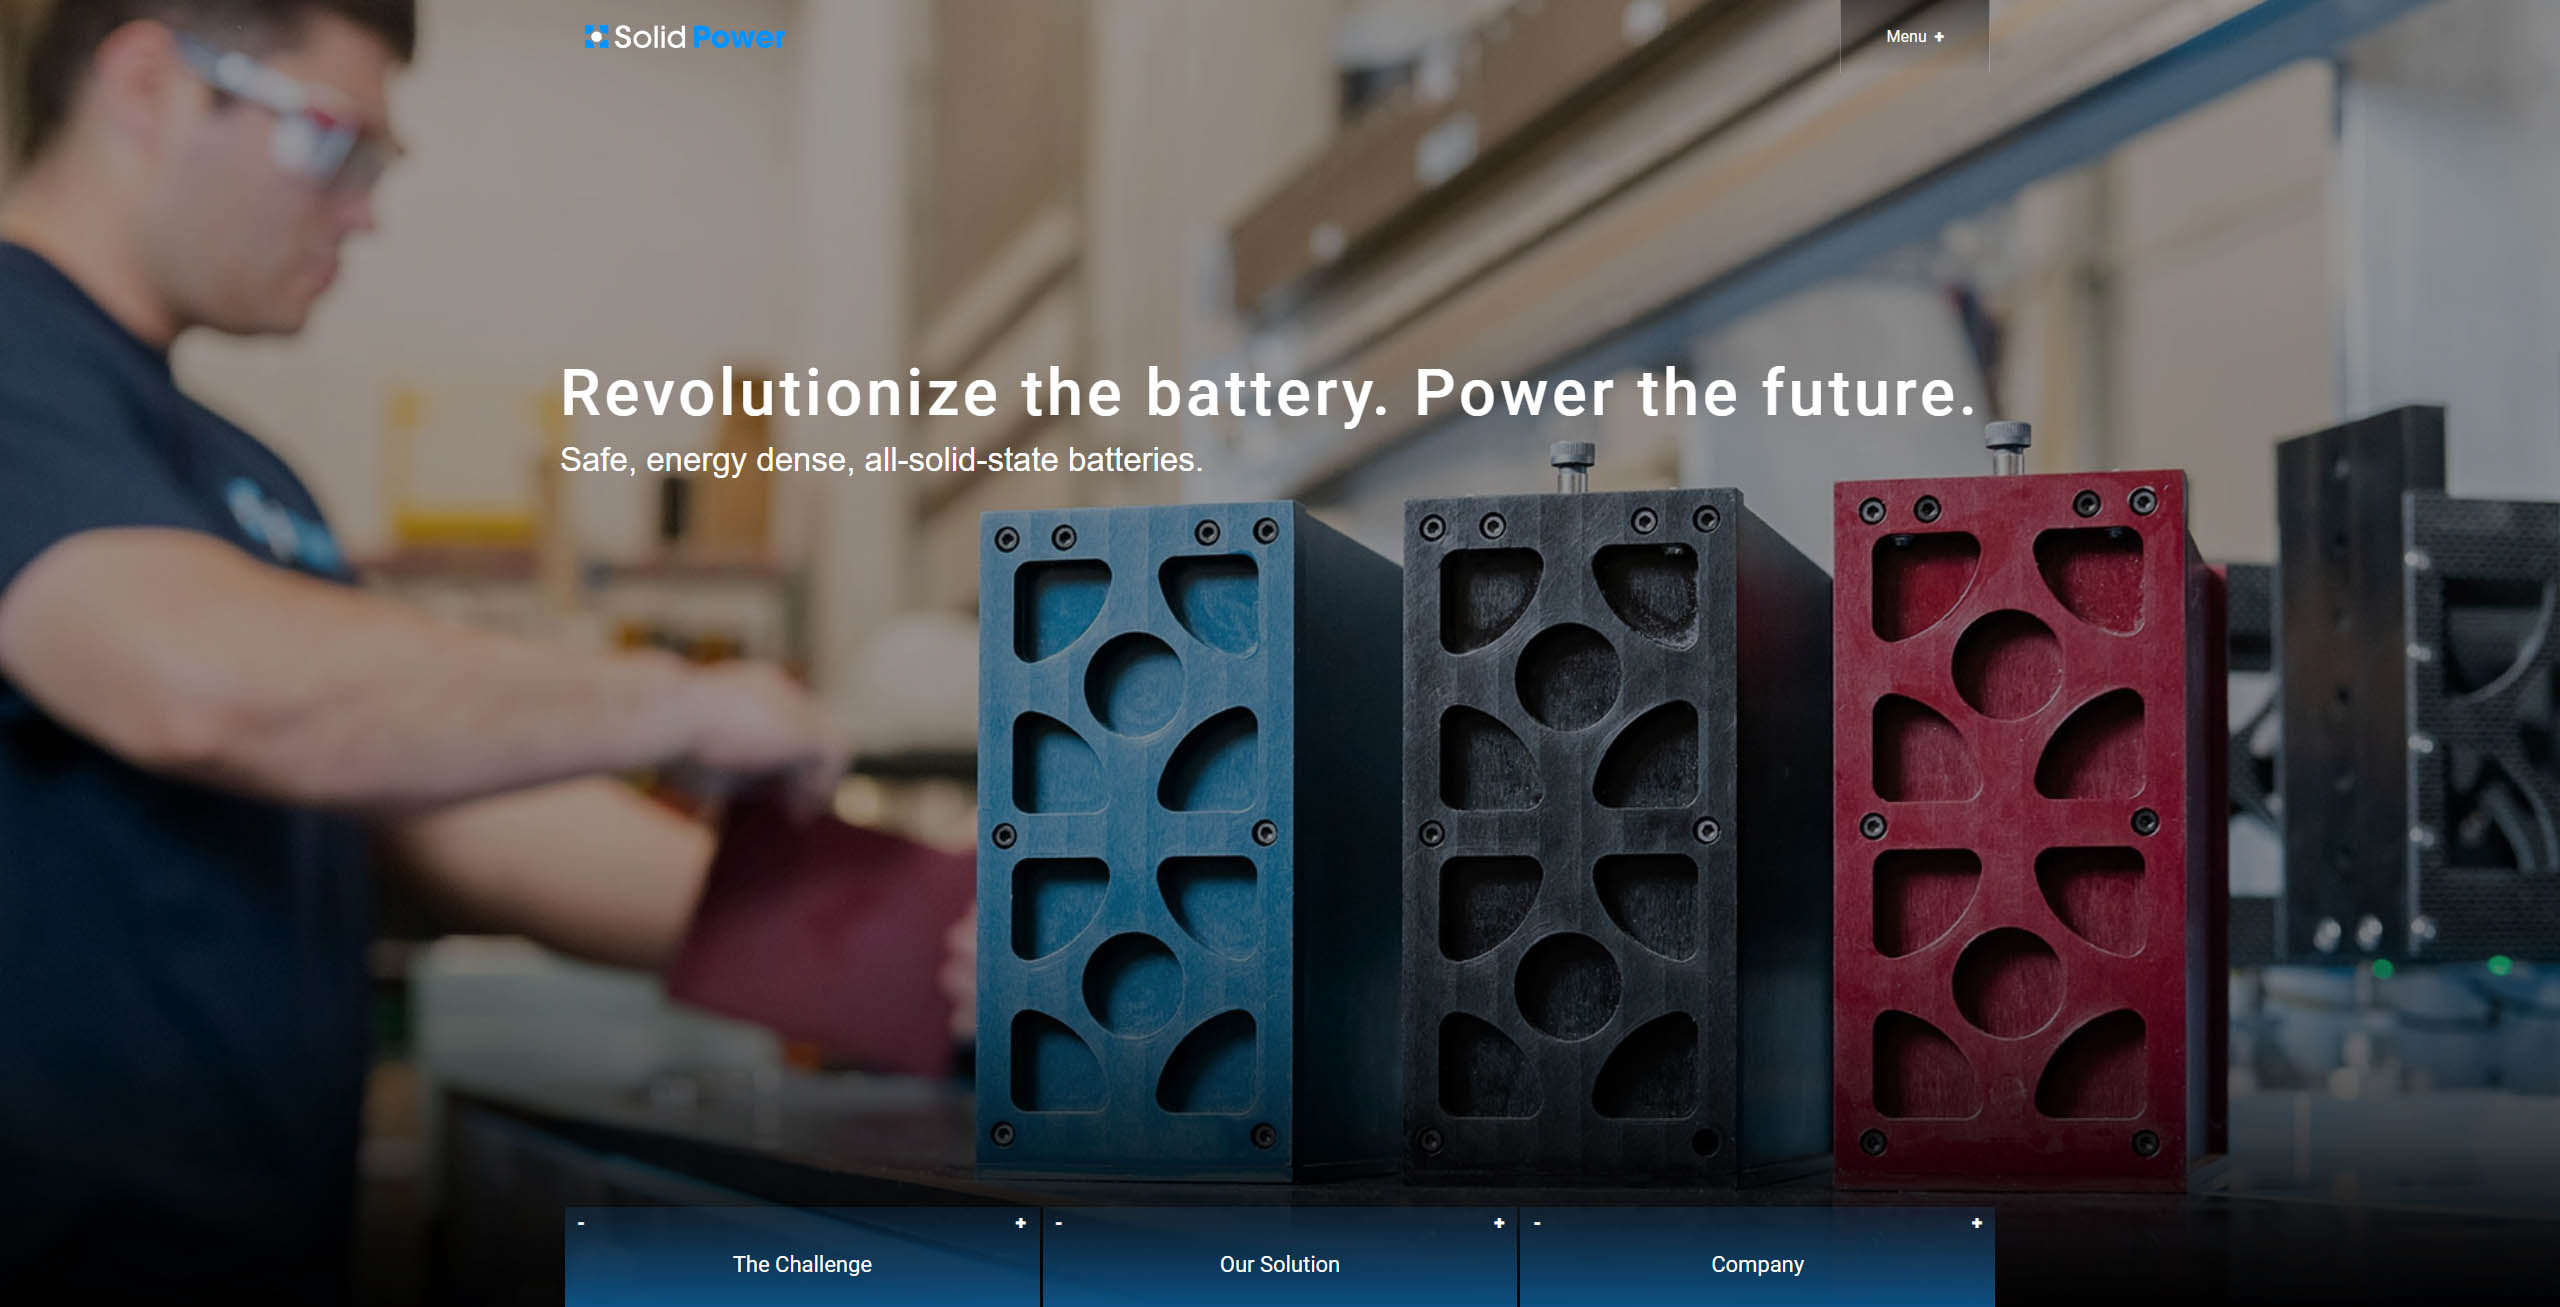 Solid Power
Menu +
Revolutionize the battery. Power the future.
Safe, energy dense, all-solid-state batteries.
- +
The Challenge
- +
Our Solution
- +
Company